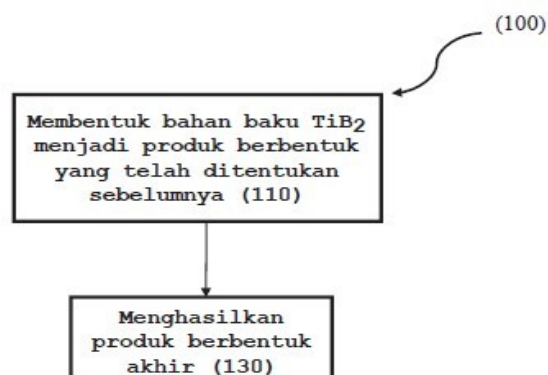 (100)
Membentuk bahan baku TiB2
menjadi produk berbentuk
yang telah ditentukan
sebelumnya (110)
Menghasilkan
produk berbentuk
akhir (130)